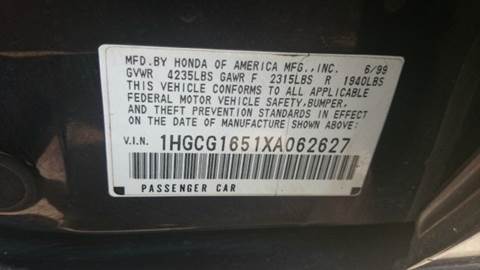 MFD.BY HONDA OF AMERICA MFG.,INC. 6/99
GVWR 4235LBS GAWR F 2315LBS R 1940LBS
THIS VEHICLE CONFORMS TO ALL APPLICABLE
FEDERAL MOTOR VEHICLE SAFETY,BUMPER,
AND THEFT PREVENTION STANDARDS IN EFFECT
ON THE DATE OF MANUFACTURE SHOWN ABOVE.
V.I.N. 1HGCG1651XA062627
PASSENGER CAR